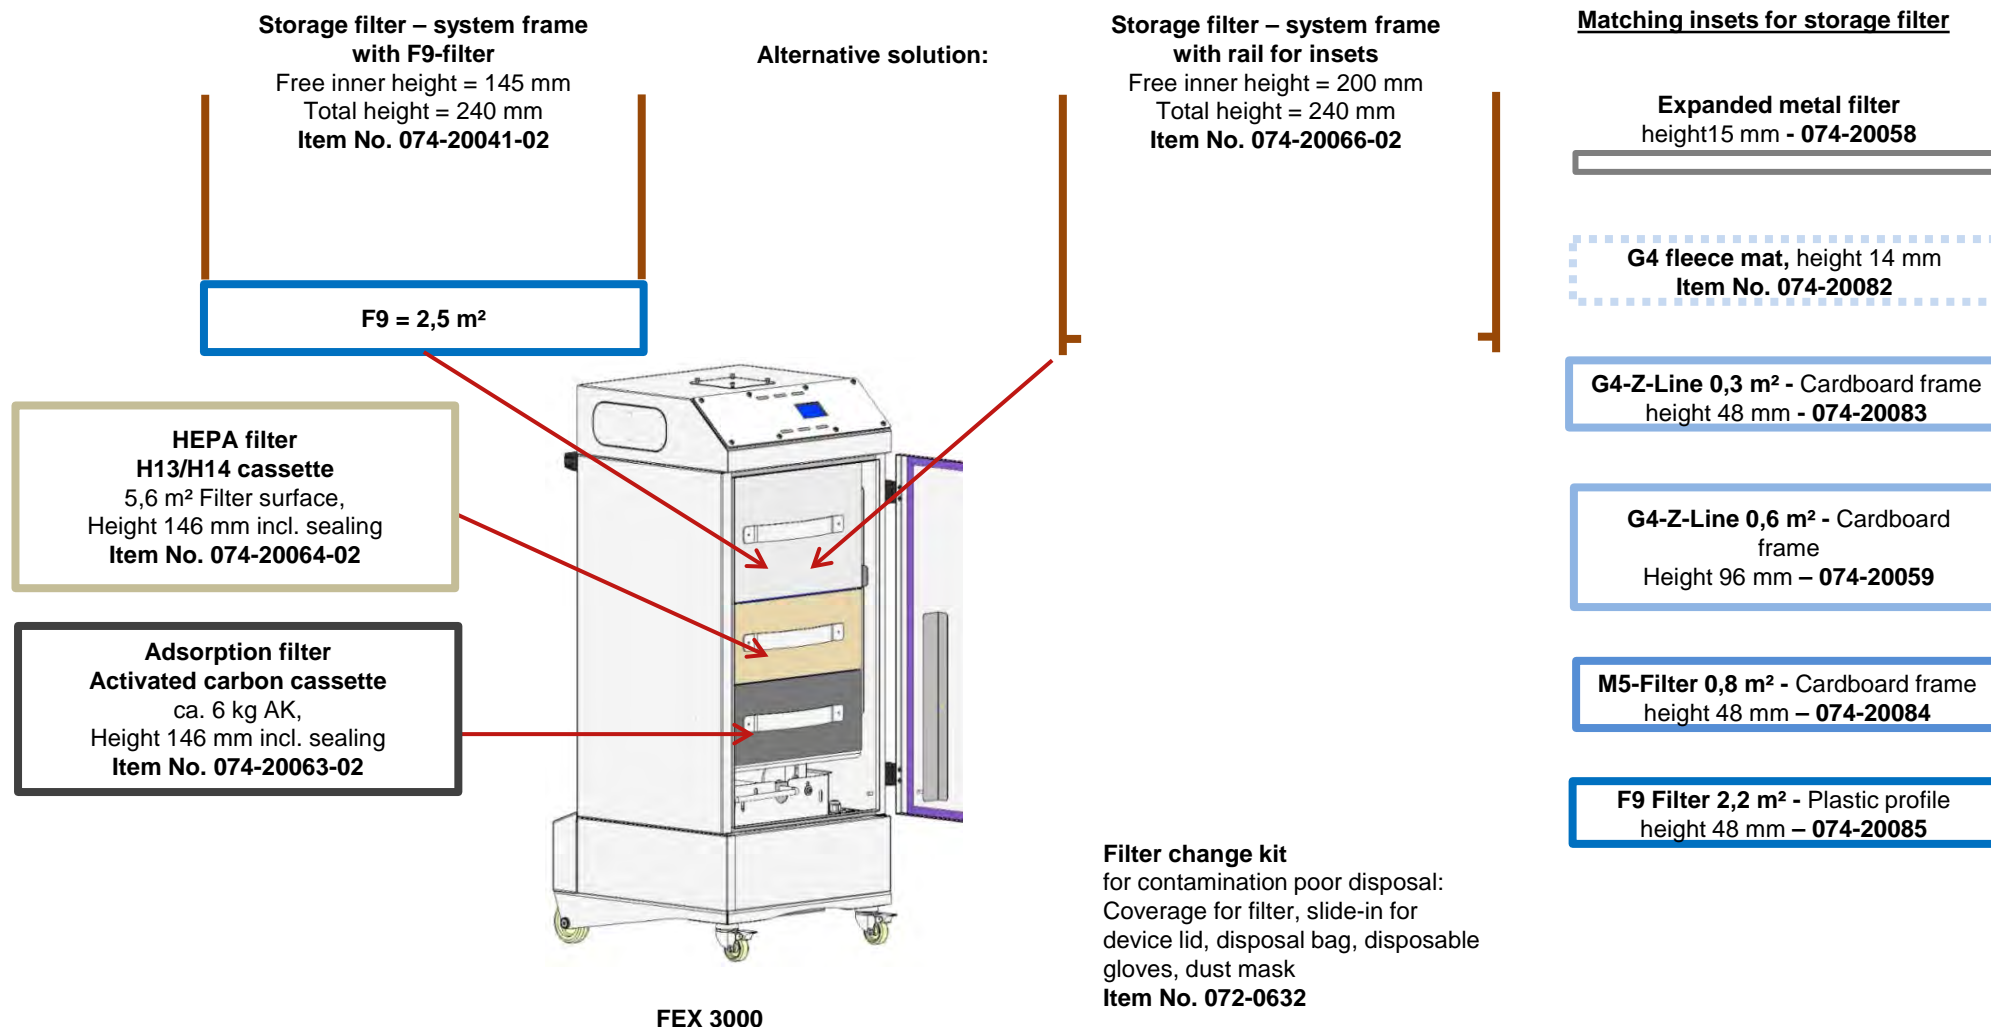 Storage filter – system frame
with F9-filter
Free inner height = 145 mm
Total height = 240 mm
Item No. 074-20041-02
Alternative solution:
Storage filter – system frame
with rail for insets
Free inner height = 200 mm
Total height = 240 mm
Item No. 074-20066-02
Matching insets for storage filter
Expanded metal filter
height15 mm - 074-20058
G4 fleece mat, height 14 mm
Item No. 074-20082
F9 = 2,5 m²
G4-Z-Line 0,3 m² - Cardboard frame
height 48 mm - 074-20083
HEPA filter
H13/H14 cassette
5,6 m² Filter surface,
Height 146 mm incl. sealing
Item No. 074-20064-02
G4-Z-Line 0,6 m² - Cardboard
frame
Height 96 mm – 074-20059
Adsorption filter
Activated carbon cassette
ca. 6 kg AK,
Height 146 mm incl. sealing
Item No. 074-20063-02
M5-Filter 0,8 m² - Cardboard frame
height 48 mm – 074-20084
F9 Filter 2,2 m² - Plastic profile
height 48 mm – 074-20085
Filter change kit
for contamination poor disposal:
Coverage for filter, slide-in for
device lid, disposal bag, disposable
gloves, dust mask
Item No. 072-0632
FEX 3000